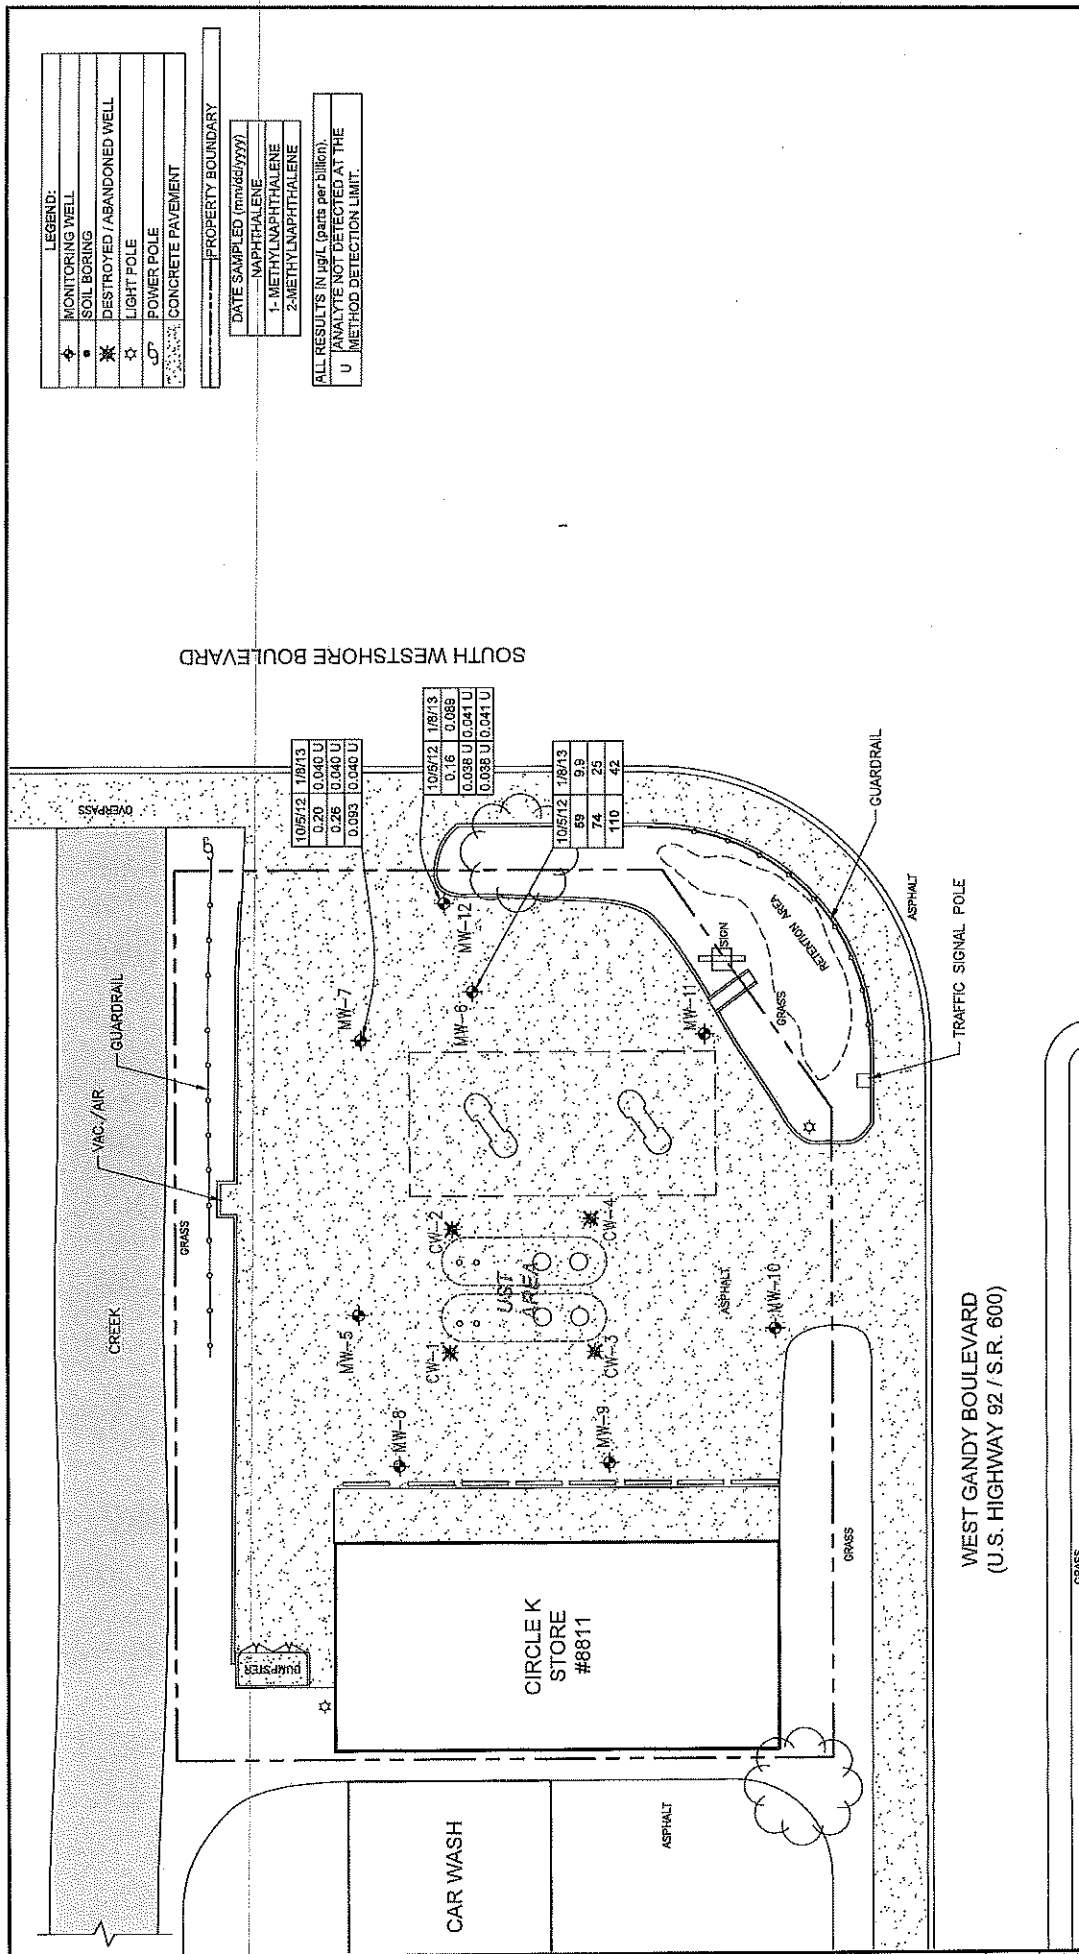 LEGEND:
MONITORING WELL
SOIL BORING
DESTROYED / ABANDONED WELL
LIGHT POLE
POWER POLE
CONCRETE PAVEMENT
PROPERTY BOUNDARY
DATE SAMPLED (mm/dd/yyyy)
NAPHTHALENE
1- METHYLNAPHTHALENE
2-METHYLNAPHTHALENE
ALL RESULTS IN µg/L (parts per billion).
U ANALYTE NOT DETECTED AT THE
METHOD DETECTION LIMIT.
CREEK
OVERPASS
GUARDRAIL
VAC./AIR
GRASS
SOUTH WESTSHORE BOULEVARD
10/5/12 1/8/13
0.20 0.040 U
0.26 0.040 U
0.093 0.040 U
10/5/12 1/8/13
0.16 0.089
0.038 U 0.041 U
0.038 U 0.041 U
10/5/12 1/8/13
69 9.9
74 25
110 42
MW-7
MW-12
MW-6
MW-11
MW-5
MW-8
MW-9
MW-10
CW-1
CW-2
CW-3
CW-4
UST
AREA
ASPHALT
SIGN
GRASS
RETENTION AREA
GUARDRAIL
ASPHALT
TRAFFIC SIGNAL POLE
DUMPSTER
CIRCLE K
STORE
#8811
GRASS
CAR WASH
ASPHALT
WEST GANDY BOULEVARD
(U.S. HIGHWAY 92 / S.R. 600)
GRASS